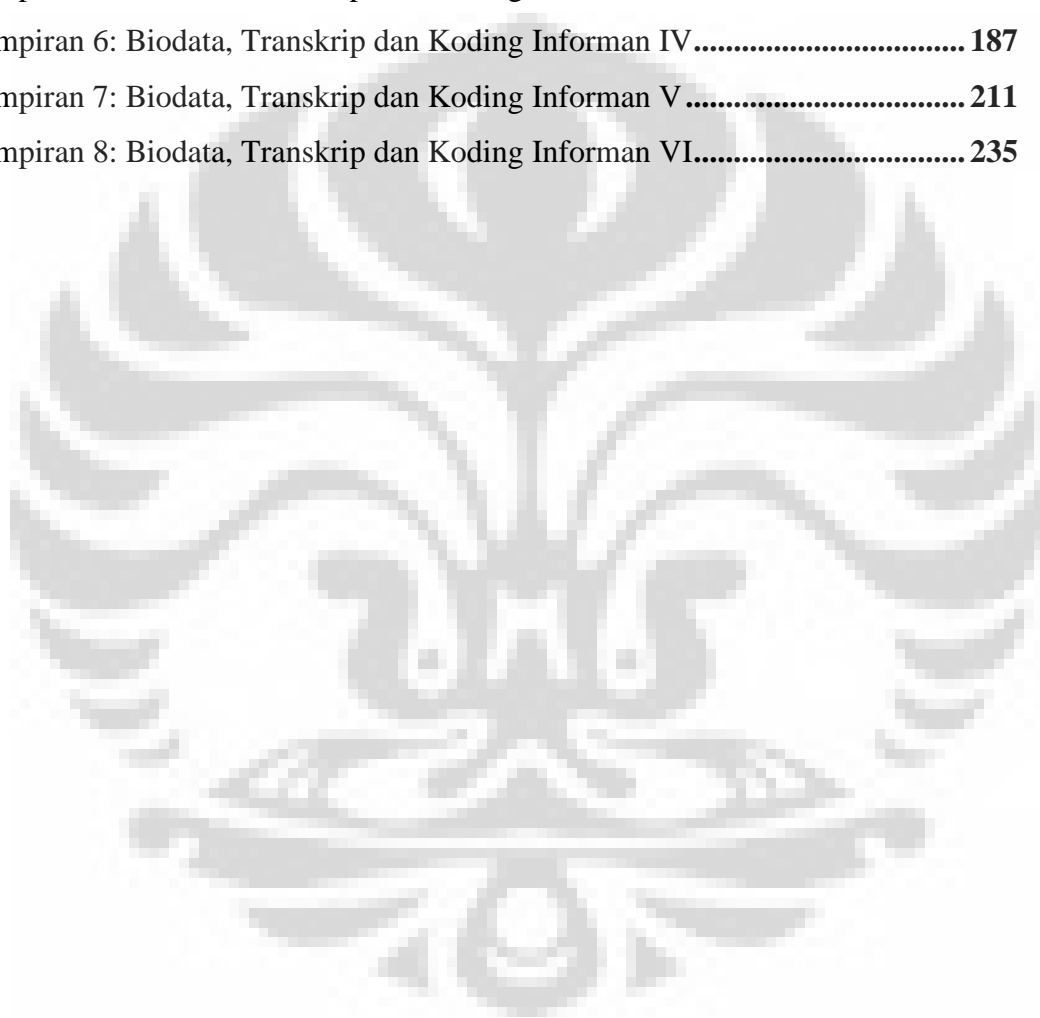 mpiran 6: Biodata, Transkrip dan Koding Informan IV.................................. 187
mpiran 7: Biodata, Transkrip dan Koding Informan V................................... 211
mpiran 8: Biodata, Transkrip dan Koding Informan VI.................................. 235